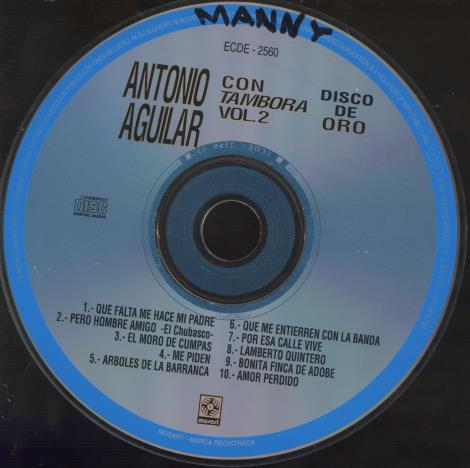 MANNY
ECDE - 2560
ANTONIO
AGUILAR
CON
TAMBORA
VOL.2
DISCO
DE
ORO
COMPACT
disc
DIGITAL AUDIO
1.- QUE FALTA ME HACE MI PADRE
2.- PERO HOMBRE AMIGO -El Chubasco-
3.- EL MORO DE CUMPAS
4.- ME PIDEN
5.- ARBOLES DE LA BARRANCA
6.- QUE ME ENTIERREN CON LA BANDA
7.- POR ESA CALLE VIVE
8.- LAMBERTO QUINTERO
9.- BONITA FINCA DE ADOBE
10.- AMOR PERDIDO
musart
MUSART - MARCA REGISTRADA